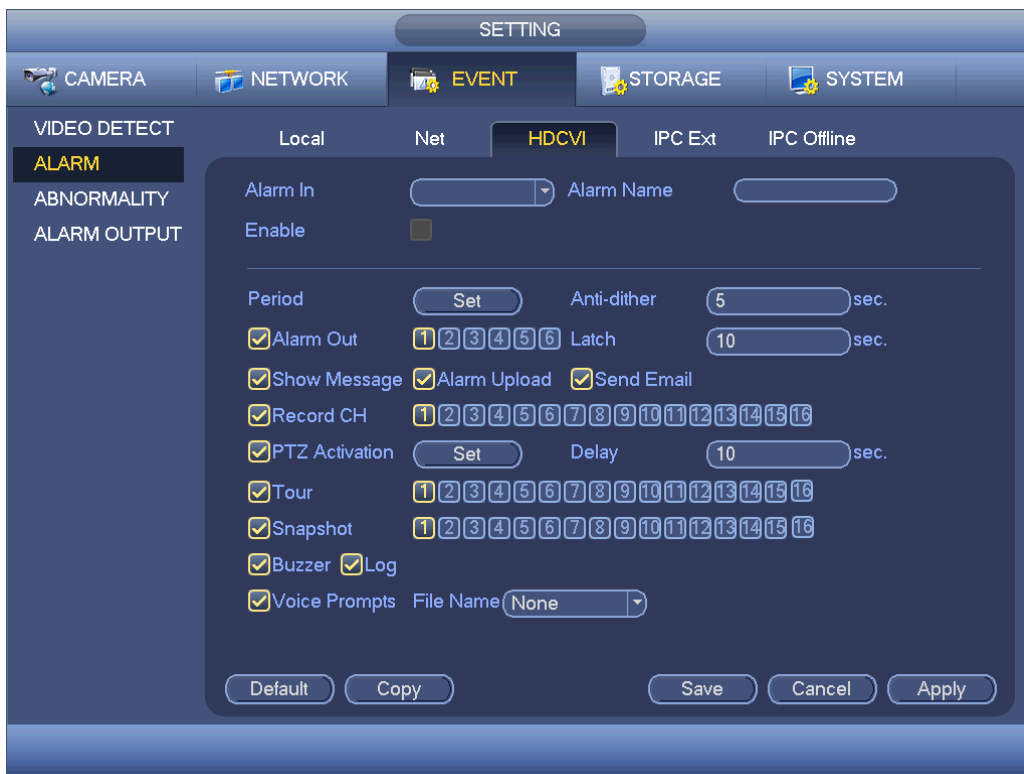 SETTING
CAMERA NETWORK EVENT STORAGE SYSTEM
VIDEO DETECT
ALARM
ABNORMALITY
ALARM OUTPUT
Local Net HDCVI IPC Ext IPC Offline
Alarm In Alarm Name
Enable
Period Set Anti-dither 5 sec.
Alarm Out 1 2 3 4 5 6 Latch 10 sec.
Show Message Alarm Upload Send Email
Record CH 1 2 3 4 5 6 7 8 9 10 11 12 13 14 15 16
PTZ Activation Set Delay 10 sec.
Tour 1 2 3 4 5 6 7 8 9 10 11 12 13 14 15 16
Snapshot 1 2 3 4 5 6 7 8 9 10 11 12 13 14 15 16
Buzzer Log
Voice Prompts File Name None
Default Copy Save Cancel Apply